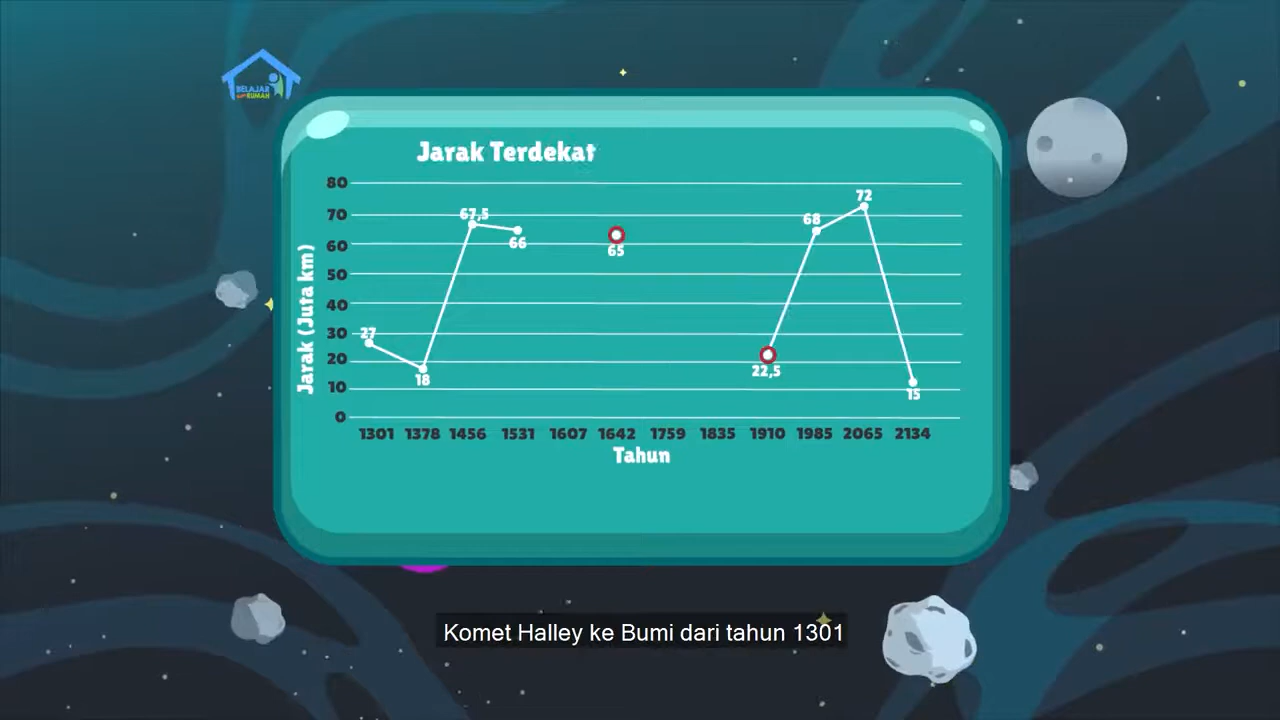 BELAJAR
RUMAH
Jarak Terdekat
80
70
60
50
40
30
20
10
0
Jarak (Juta km)
27
18
67,5
66
65
22,5
68
72
15
1301 1378 1456 1531 1607 1642 1759 1835 1910 1985 2065 2134
Tahun
Komet Halley ke Bumi dari tahun 1301